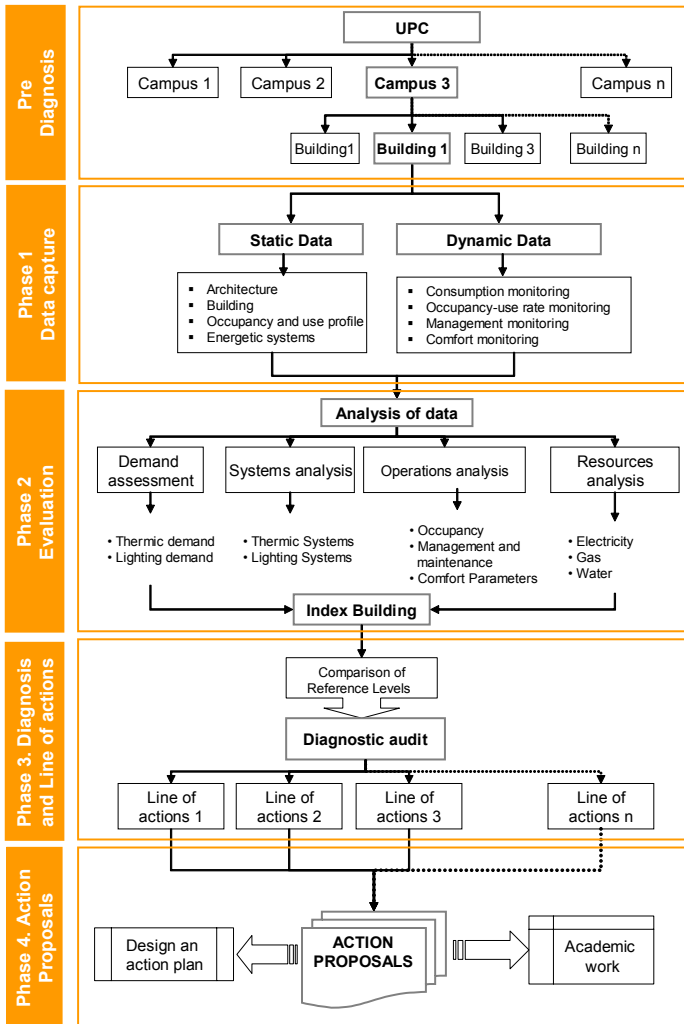 Pre
Diagnosis
UPC
Campus 1
Campus 2
Campus 3
Campus n
Building1
Building 1
Building 3
Building n
Phase 1
Data capture
Static Data
Dynamic Data
▪ Architecture
▪ Building
▪ Occupancy and use profile
▪ Energetic systems
▪ Consumption monitoring
▪ Occupancy-use rate monitoring
▪ Management monitoring
▪ Comfort monitoring
Phase 2
Evaluation
Analysis of data
Demand
assessment
Systems analysis
Operations analysis
Resources
analysis
• Thermic demand
• Lighting demand
• Thermic Systems
• Lighting Systems
• Occupancy
• Management and
maintenance
• Comfort Parameters
• Electricity
• Gas
• Water
Index Building
Phase 3. Diagnosis
and Line of actions
Comparison of
Reference Levels
Diagnostic audit
Line of
actions 1
Line of
actions 2
Line of
actions 3
Line of
actions n
Phase 4. Action
Proposals
Design an
action plan
ACTION
PROPOSALS
Academic
work